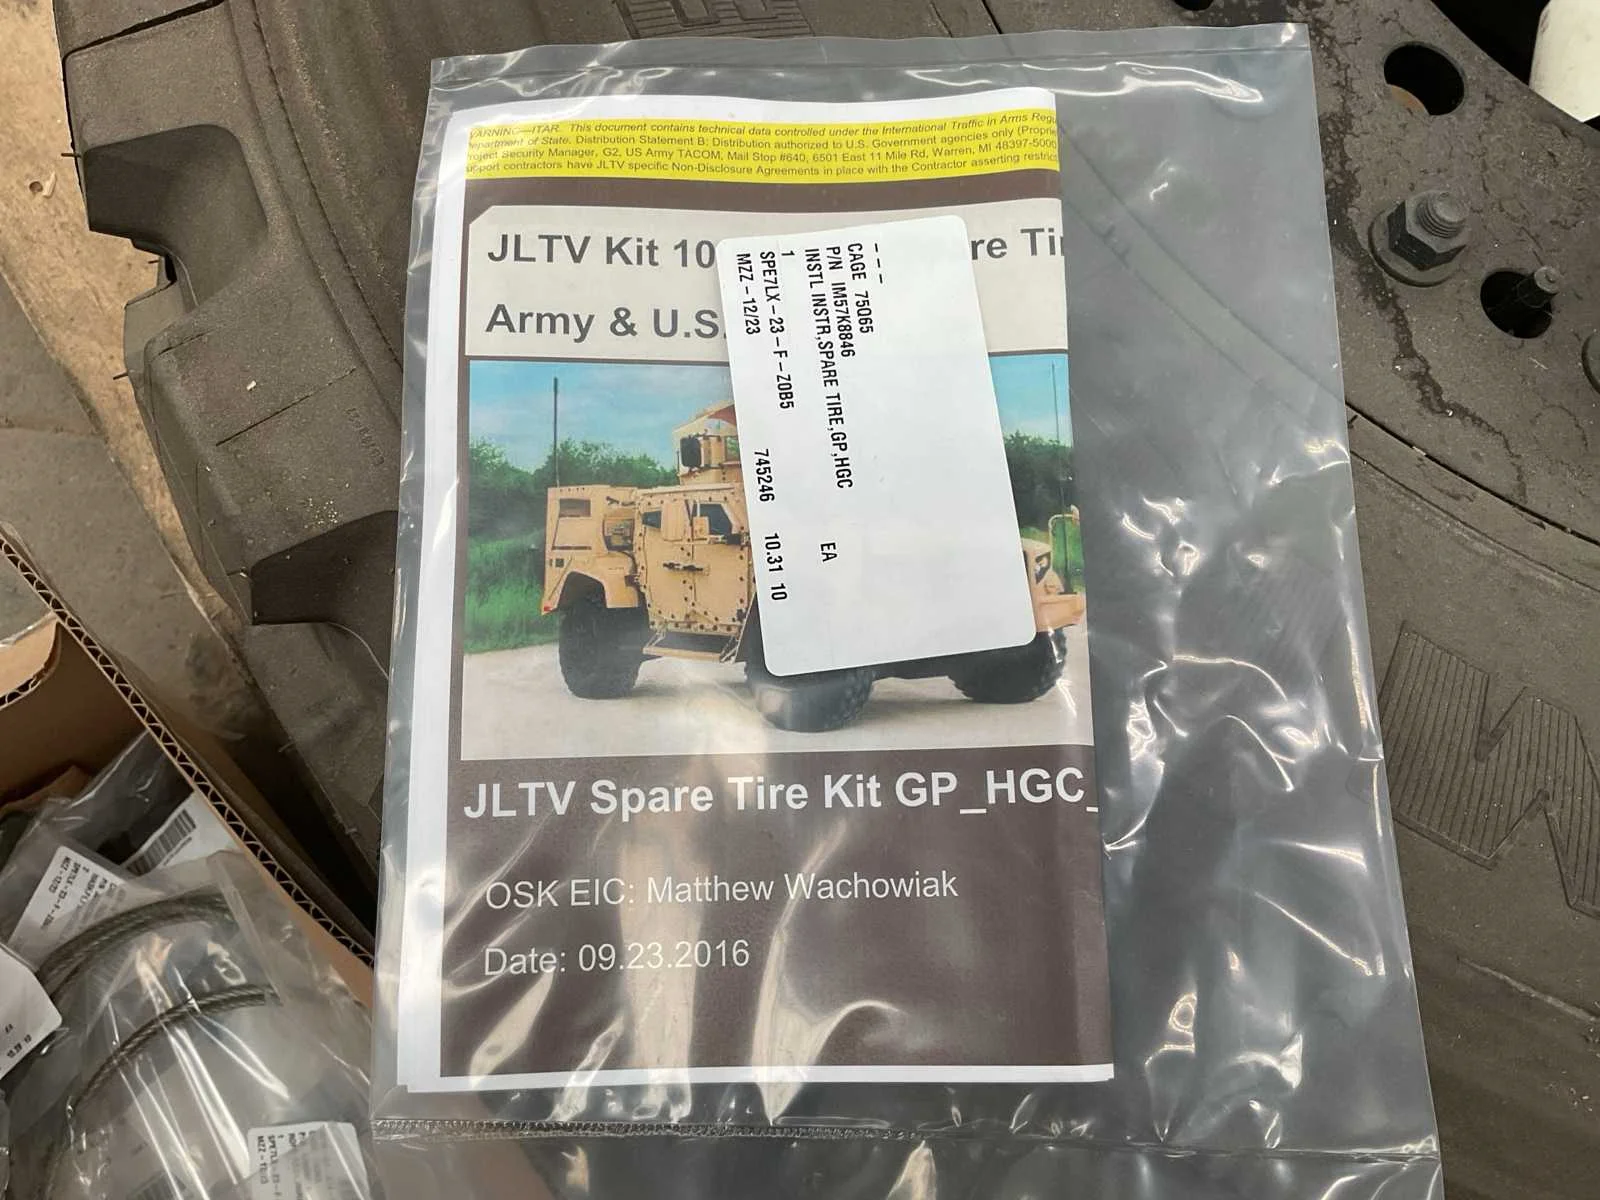 WARNING—ITAR. This document contains technical data controlled under the International Traffic in Arms Regu
Department of State. Distribution Statement B: Distribution authorized to U.S. Government agencies only (Proprie
Project Security Manager, G2, US Army TACOM, Mail Stop #640, 6501 East 11 Mile Rd, Warren, MI 48397-5000
upport contractors have JLTV specific Non-Disclosure Agreements in place with the Contractor asserting restric
JLTV Kit 10 re Tir
Army & U.S.
- - -
CAGE 75Q65
P/N IM57K8846
INSTL INSTR,SPARE TIRE,GP,HGC EA
1
SPE7LX-23-F-Z0B5 745246 10.31 10
MZZ-12/23
JLTV Spare Tire Kit GP_HGC_
OSK EIC: Matthew Wachowiak
Date: 09.23.2016